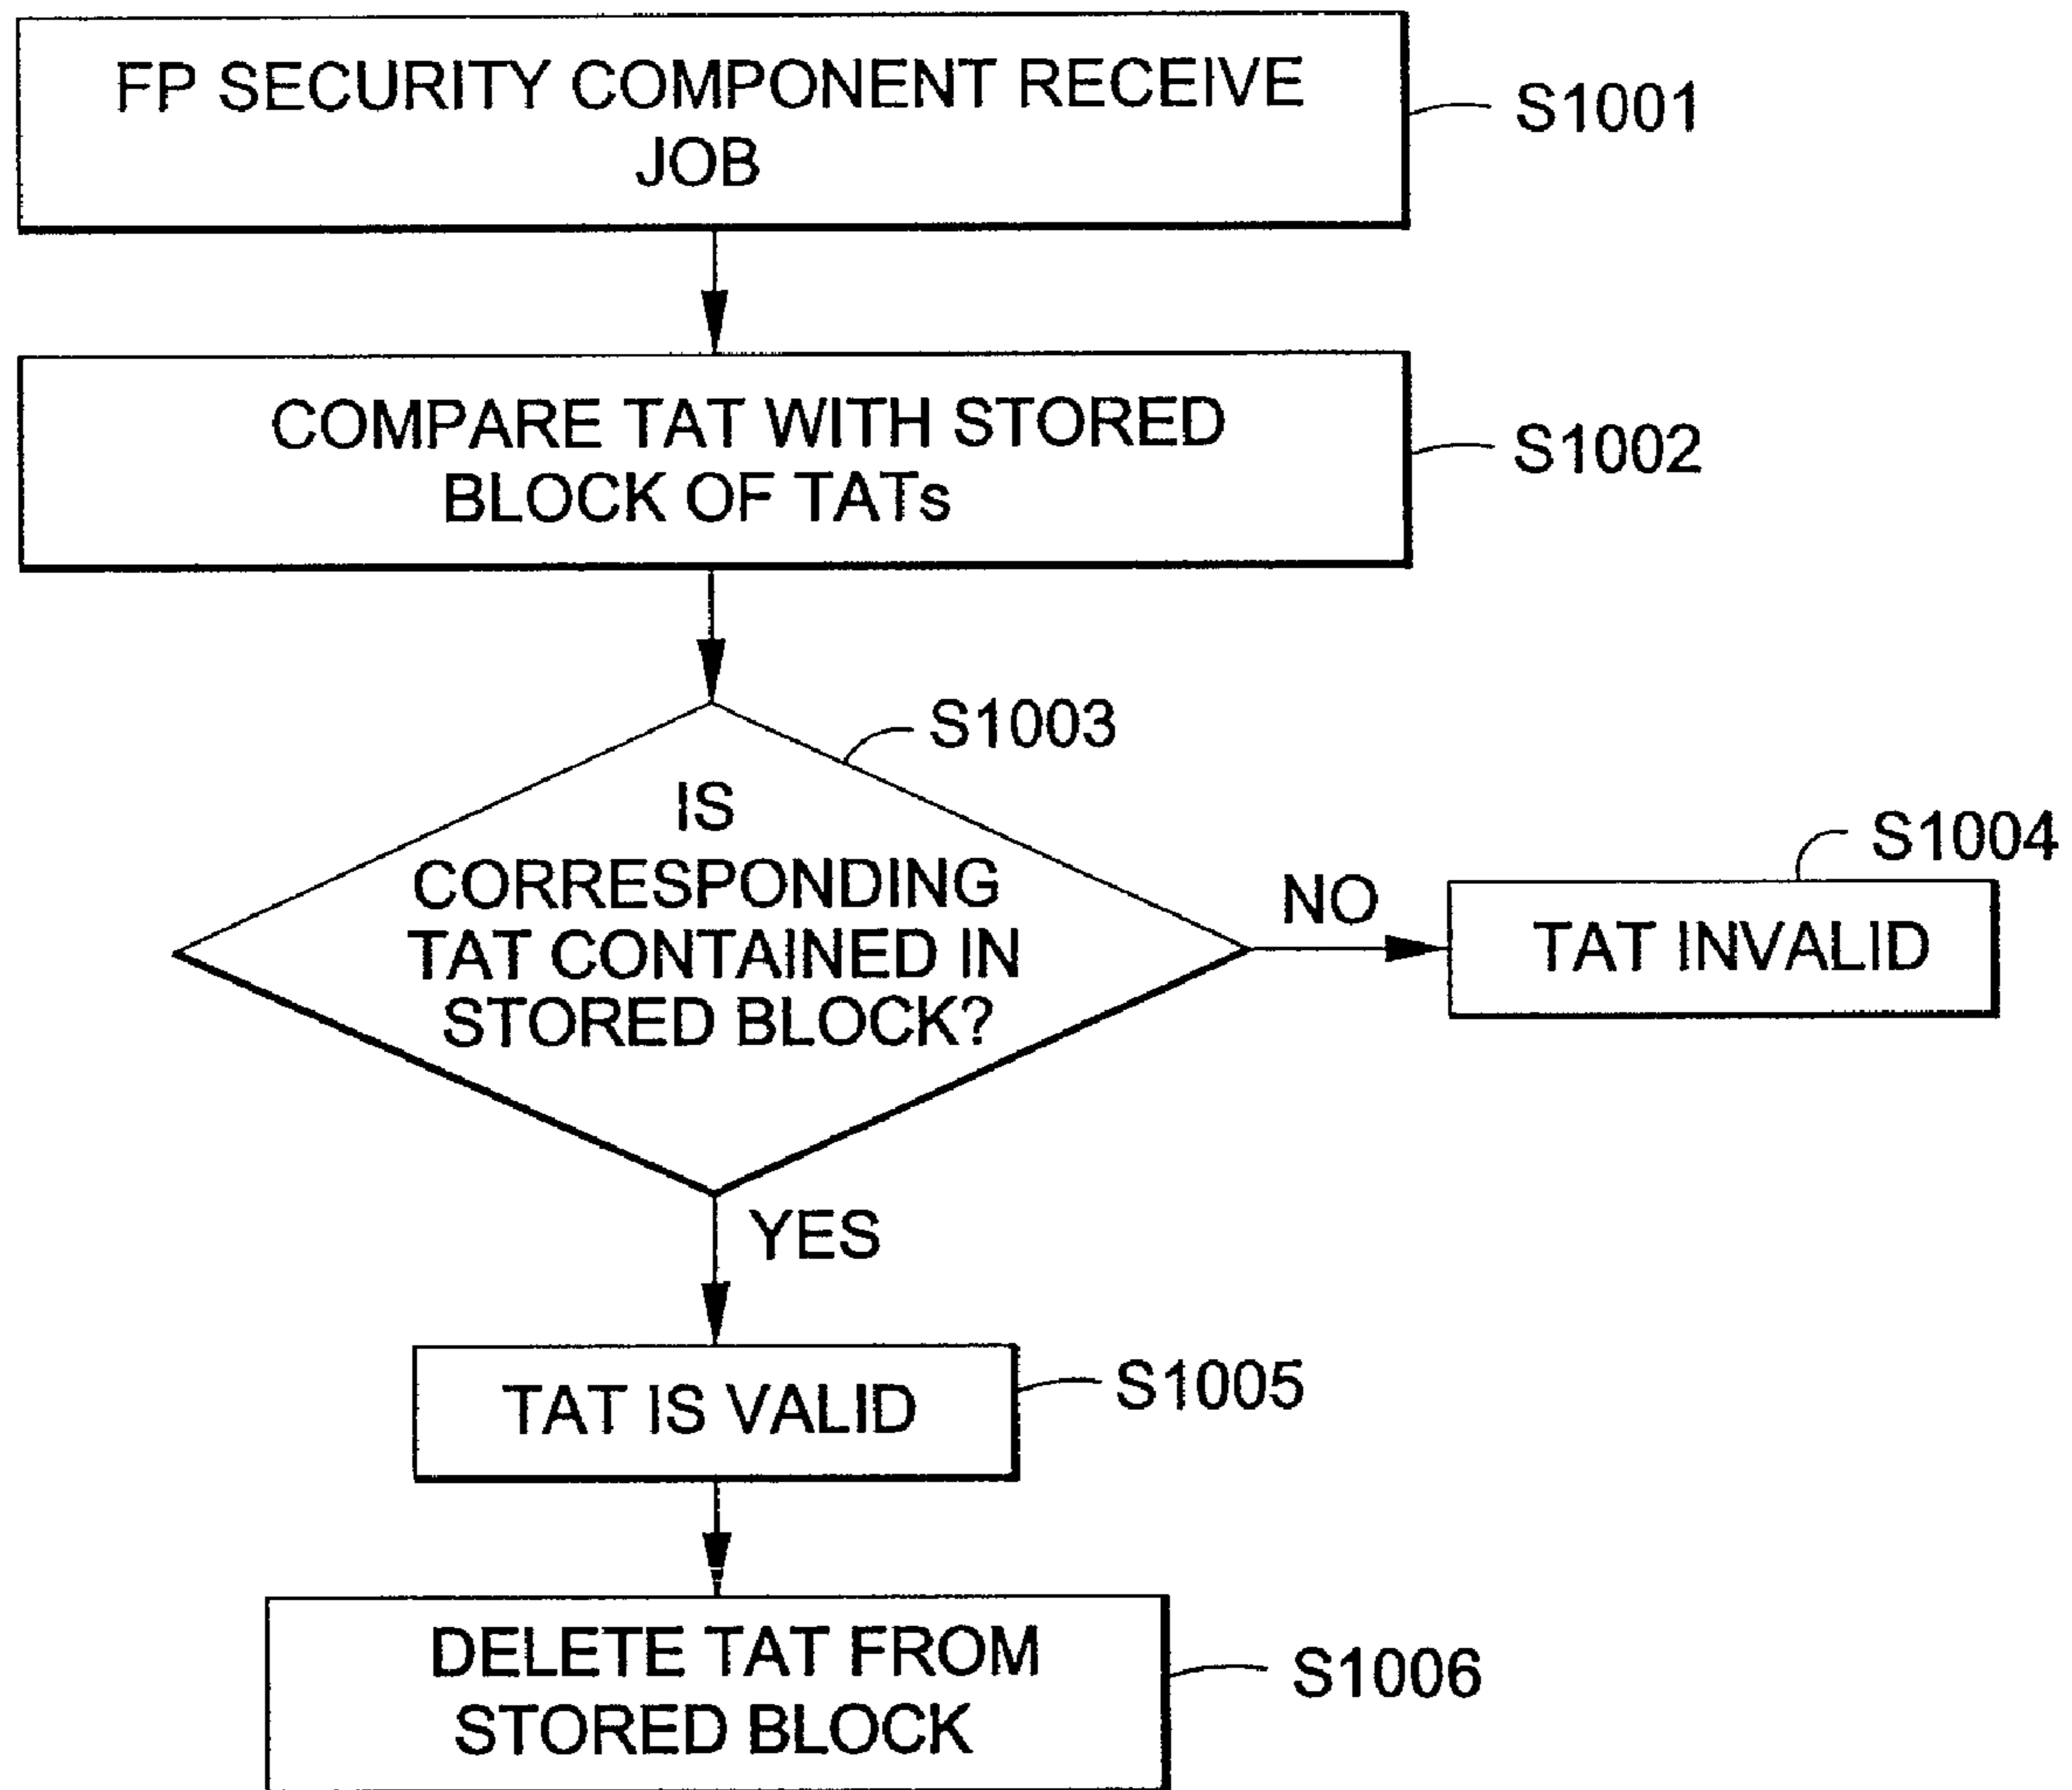 FP SECURITY COMPONENT RECEIVE
JOB
S1001
COMPARE TAT WITH STORED
BLOCK OF TATs
S1002
S1003
IS
CORRESPONDING
TAT CONTAINED IN
STORED BLOCK?
NO
S1004
TAT INVALID
YES
TAT IS VALID
S1005
DELETE TAT FROM
STORED BLOCK
S1006